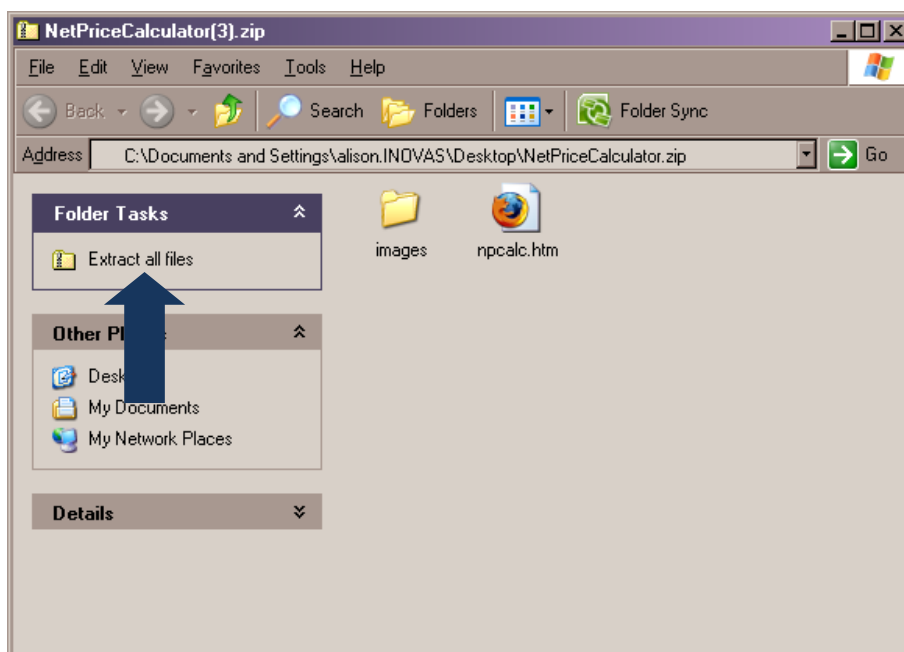 NetPriceCalculator(3).zip
File Edit View Favorites Tools Help
Back Search Folders Folder Sync
Address C:\Documents and Settings\alison.INOVAS\Desktop\NetPriceCalculator.zip Go
Folder Tasks
Extract all files
images npcalc.htm
Other
My Documents
My Network Places
Details